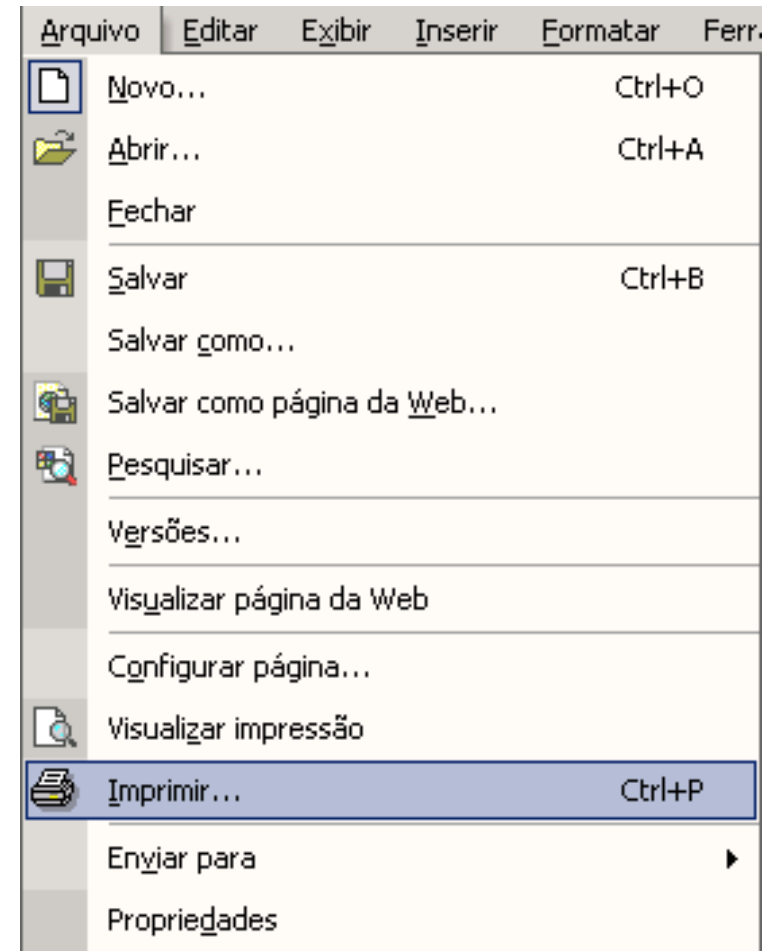 Arquivo Editar Exibir Inserir Formatar Ferr
Novo... Ctrl+O
Abrir... Ctrl+A
Fechar
Salvar Ctrl+B
Salvar como...
Salvar como página da Web...
Pesquisar...
Versões...
Visualizar página da Web
Configurar página...
Visualizar impressão
Imprimir... Ctrl+P
Enviar para
Propriedades